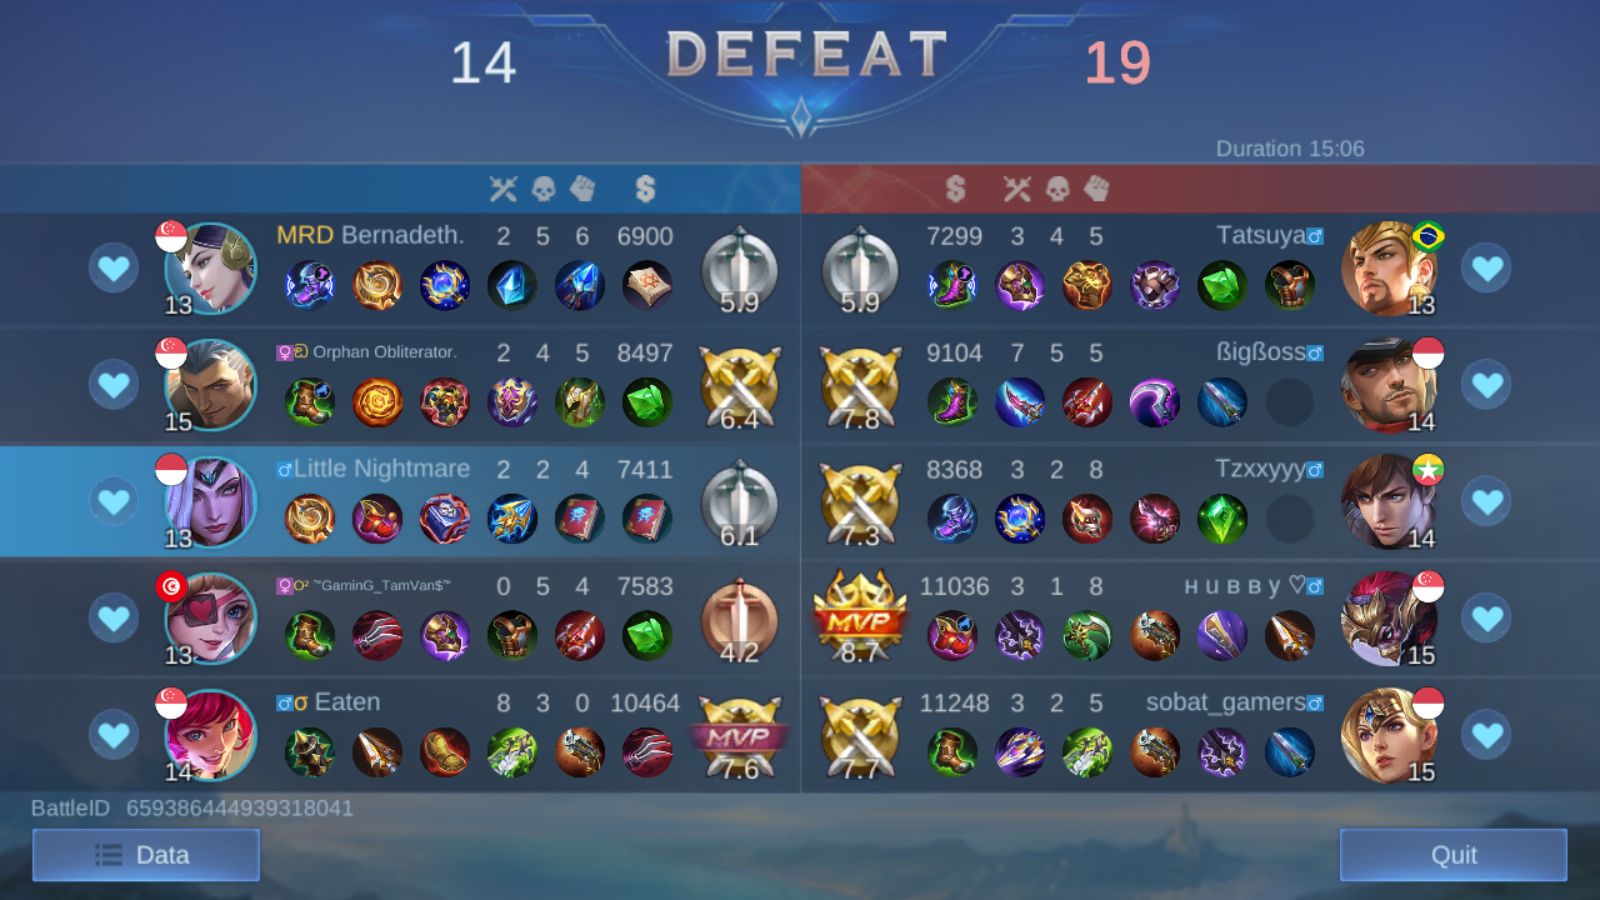 14 DEFEAT 19
Duration 15:06
MRD Bernadeth. 2 5 6 6900
13 5.9
5.9 7299 3 4 5 Tatsuya♂
13
♀ Orphan Obliterator. 2 4 5 8497
15 6.4
7.8 9104 7 5 5 ßigßoss♂
14
♂Little Nightmare 2 2 4 7411
13 6.1
7.3 8368 3 2 8 Tzxxyyy♂
14
♀O² ™GaminG_TamVan$™ 0 5 4 7583
13 4.2
MVP 8.7 11036 3 1 8 ʜ ᴜ ʙ ʙ y ♡♂
15
♂σ Eaten 8 3 0 10464
14 MVP 7.6
7.7 11248 3 2 5 sobat_gamers♂
15
BattleID 659386444939318041
Data Quit